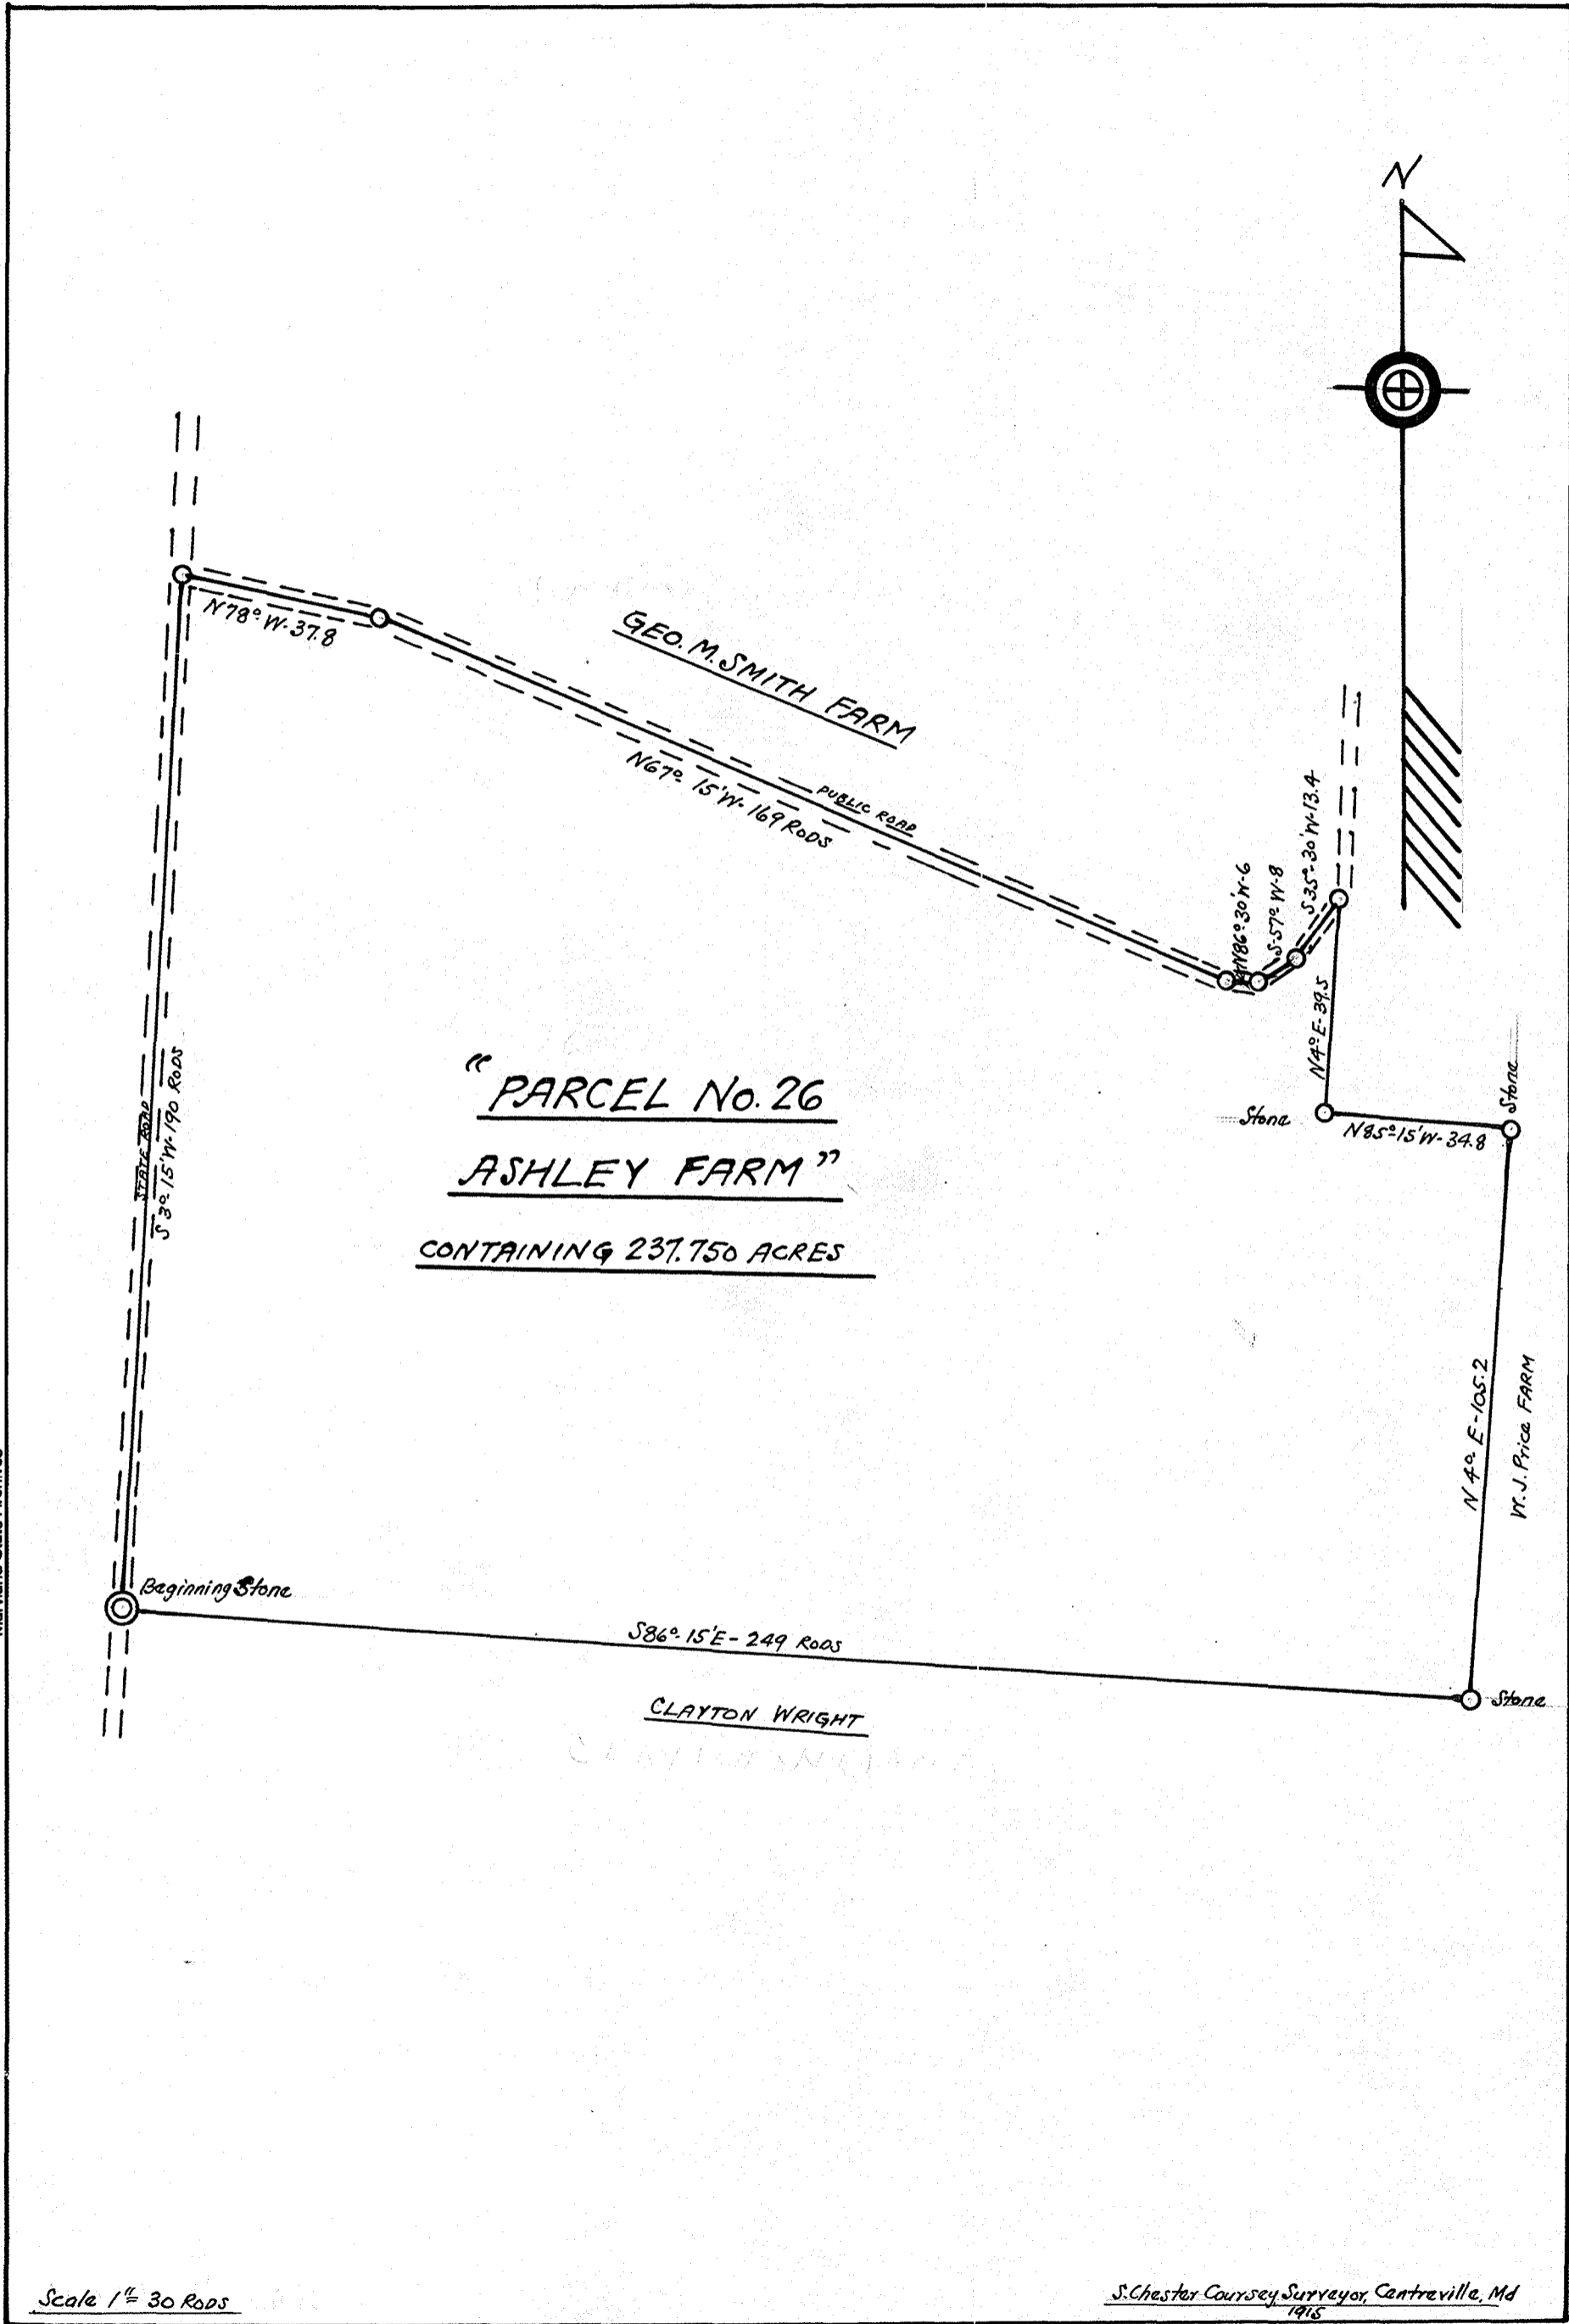 N
N78° W-37.8
GEO. M. SMITH FARM
N67°-15'W-169 RODS
PUBLIC ROAD
N86°30'W-6
S-57° W-8
S35°-30'W-13.4
N4° E-39.5
Stone
N85°-15'W-34.8
Stone
STATE ROAD
S 3°-15'W-190 RODS
"PARCEL No. 26
ASHLEY FARM"
CONTAINING 237.750 ACRES
N 4° E-105.2
W. J. Price FARM
Beginning Stone
S86°-15'E-249 RODS
Stone
CLAYTON WRIGHT
Scale 1"= 30 RODS
S. Chester Coursey, Surveyor, Centreville, Md
1915